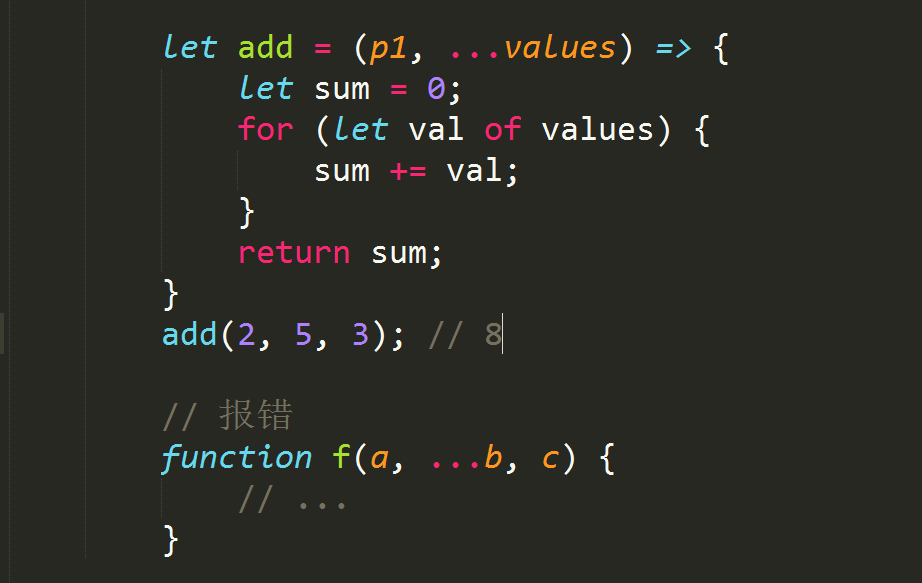 let add = (p1, ...values) => {
    let sum = 0;
    for (let val of values) {
        sum += val;
    }
    return sum;
}
add(2, 5, 3); // 8
// 报错
function f(a, ...b, c) {
    // ...
}